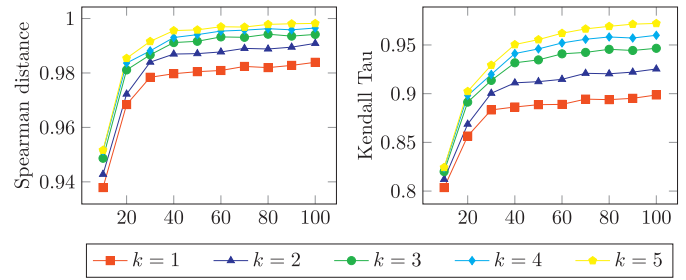 1
0.98
0.96
0.94
Spearman distance
20 40 60 80 100
0.95
0.9
0.85
0.8
Kendall Tau
20 40 60 80 100
k = 1 k = 2 k = 3 k = 4 k = 5